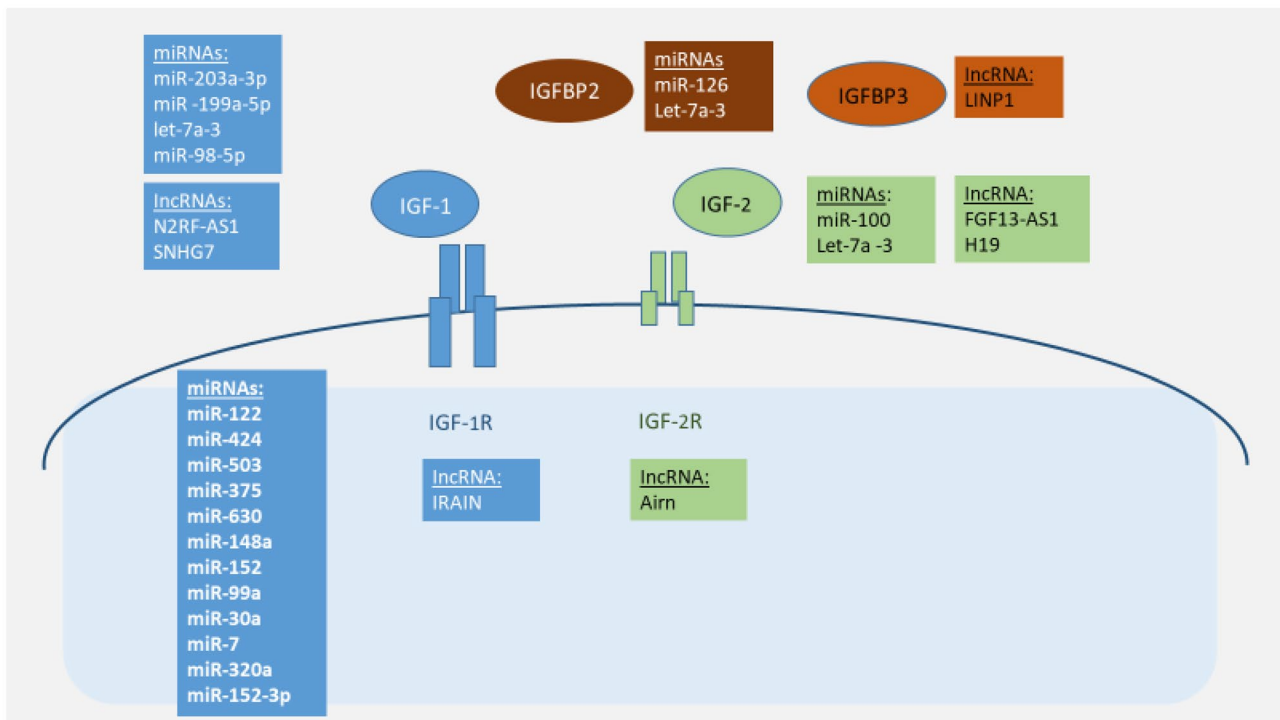 miRNAs:
miR-203a-3p
miR -199a-5p
let-7a-3
miR-98-5p
lncRNAs:
N2RF-AS1
SNHG7
IGF-1
IGFBP2
miRNAs
miR-126
Let-7a-3
IGFBP3
lncRNA:
LINP1
IGF-2
miRNAs:
miR-100
Let-7a -3
lncRNA:
FGF13-AS1
H19
miRNAs:
miR-122
miR-424
miR-503
miR-375
miR-630
miR-148a
miR-152
miR-99a
miR-30a
miR-7
miR-320a
miR-152-3p
IGF-1R
lncRNA:
IRAIN
IGF-2R
lncRNA:
Airn